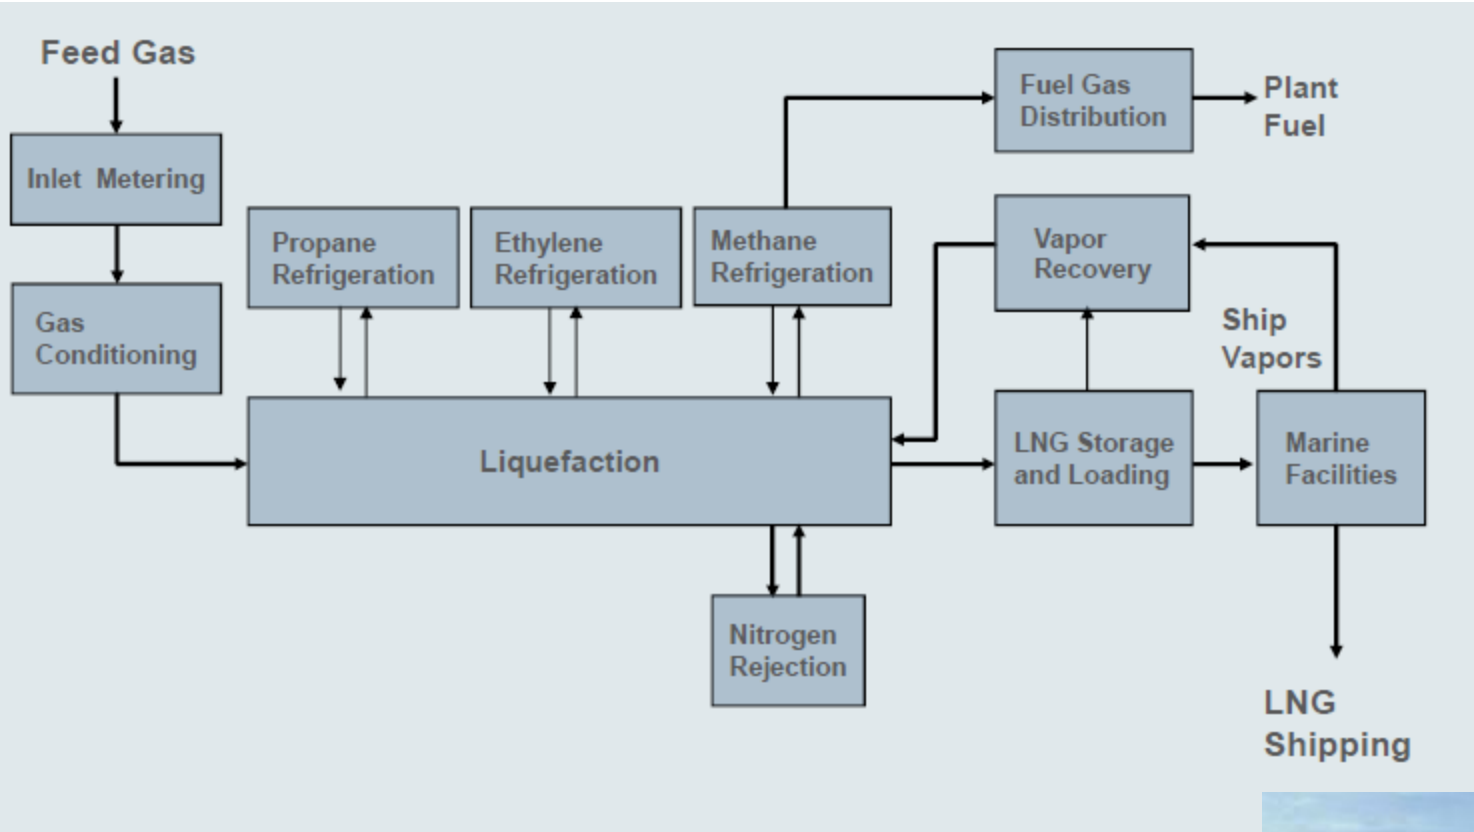 Feed Gas
Inlet Metering
Gas
Conditioning
Propane
Refrigeration
Ethylene
Refrigeration
Methane
Refrigeration
Liquefaction
Nitrogen
Rejection
Fuel Gas
Distribution
Plant
Fuel
Vapor
Recovery
Ship
Vapors
LNG Storage
and Loading
Marine
Facilities
LNG
Shipping